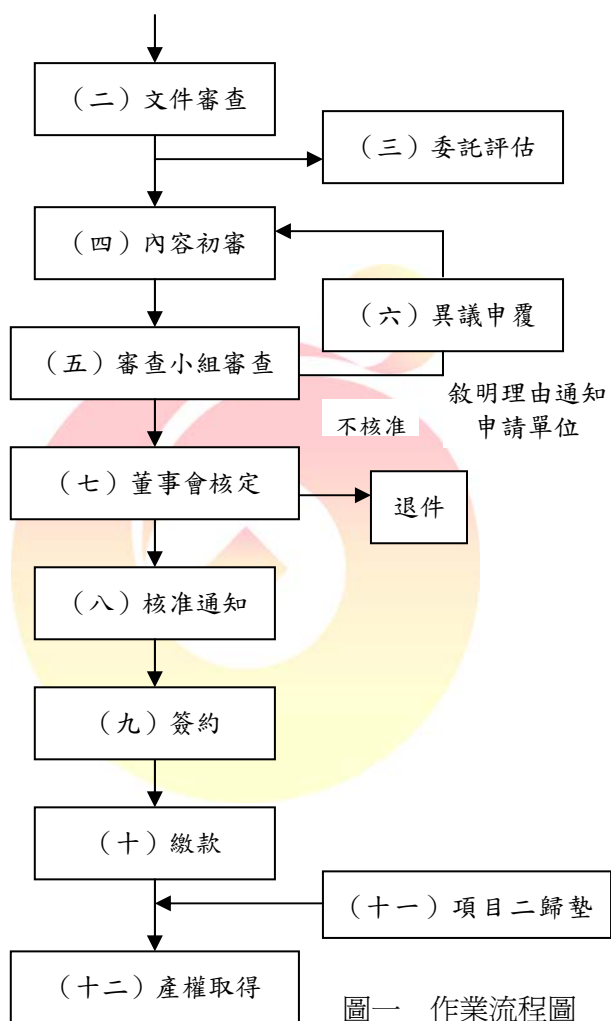 （二）文件審查
（三）委託評估
（四）內容初審
（六）異議申覆
（五）審查小組審查
敘明理由通知
申請單位
不核准
（七）董事會核定
退件
（八）核准通知
（九）簽約
（十）繳款
（十一）項目二歸墊
（十二）產權取得
圖一　作業流程圖